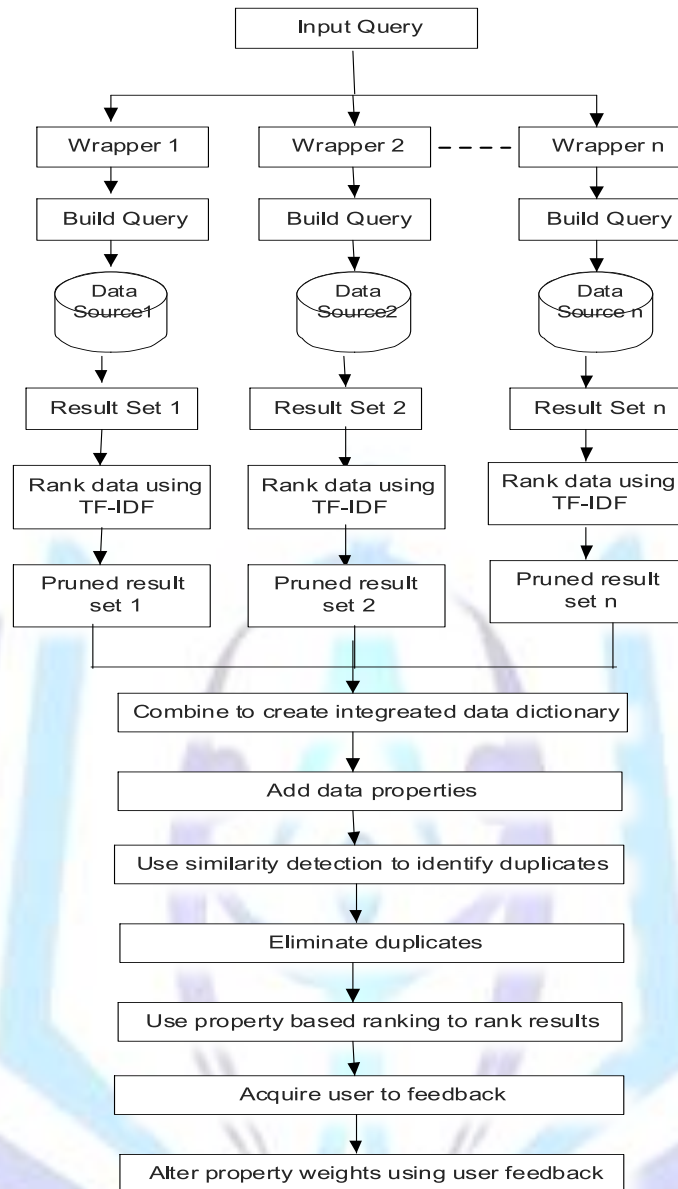 Input Query
Wrapper 1
Wrapper 2
Wrapper n
Build Query
Build Query
Build Query
Data
Source1
Data
Source2
Data
Source n
Result Set 1
Result Set 2
Result Set n
Rank data using
TF-IDF
Rank data using
TF-IDF
Rank data using
TF-IDF
Pruned result
set 1
Pruned result
set 2
Pruned result
set n
Combine to create integreated data dictionary
Add data properties
Use similarity detection to identify duplicates
Eliminate duplicates
Use property based ranking to rank results
Acquire user to feedback
Alter property weights using user feedback